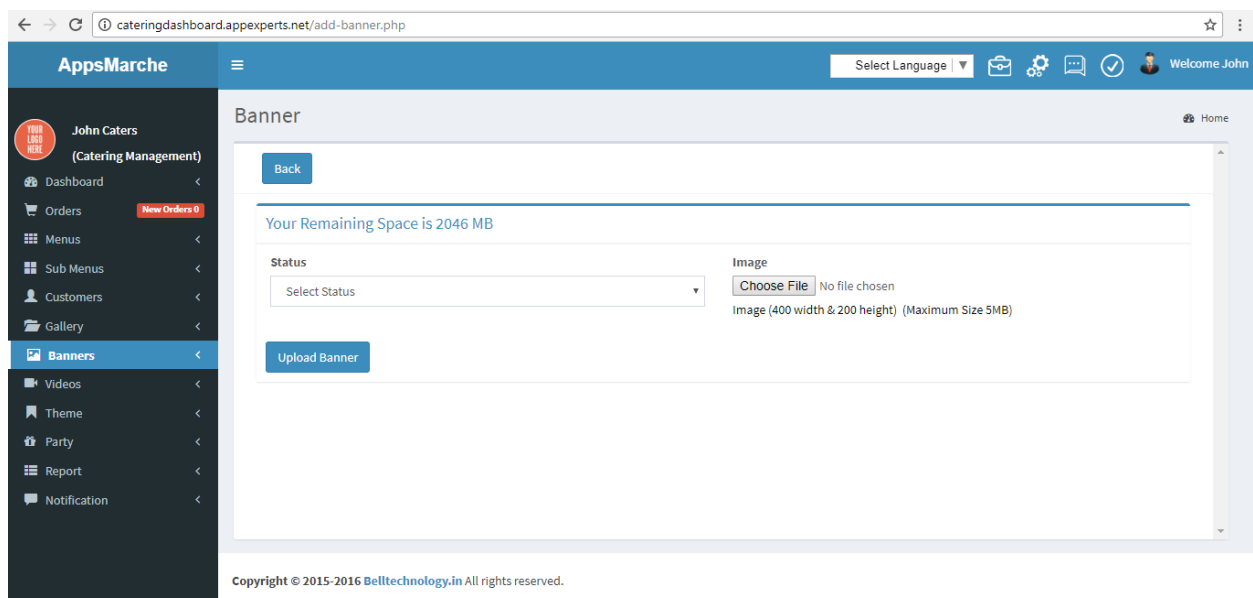 cateringdashboard.appexperts.net/add-banner.php
AppsMarche
Select Language
Welcome John
YOUR
LOGO
HERE
John Caters
(Catering Management)
Dashboard
Orders New Orders 0
Menus
Sub Menus
Customers
Gallery
Banners
Videos
Theme
Party
Report
Notification
Banner
Home
Back
Your Remaining Space is 2046 MB
Status
Select Status
Image
Choose File No file chosen
Image (400 width & 200 height) (Maximum Size 5MB)
Upload Banner
Copyright © 2015-2016 Belltechnology.in All rights reserved.